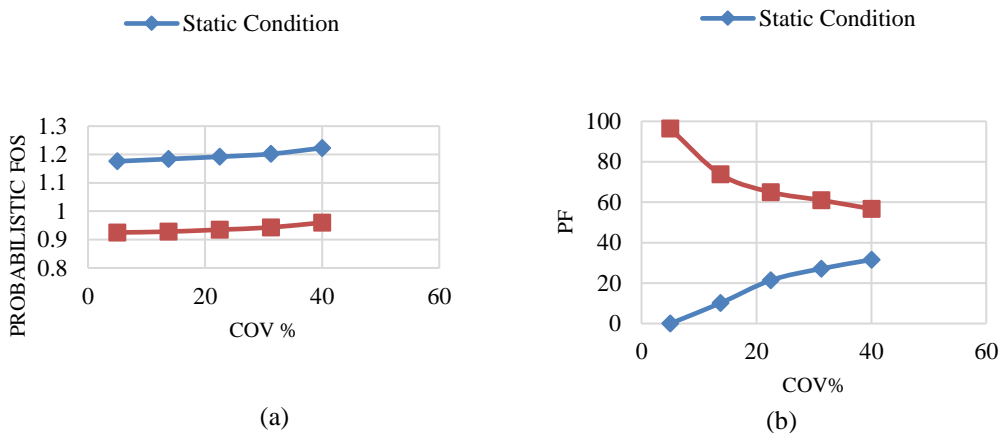 Static Condition
PROBABILISTIC FOS
1.3
1.2
1.1
1
0.9
0.8
0
20
40
60
COV %
(a)
Static Condition
PF
100
80
60
40
20
0
0
20
40
60
COV%
(b)